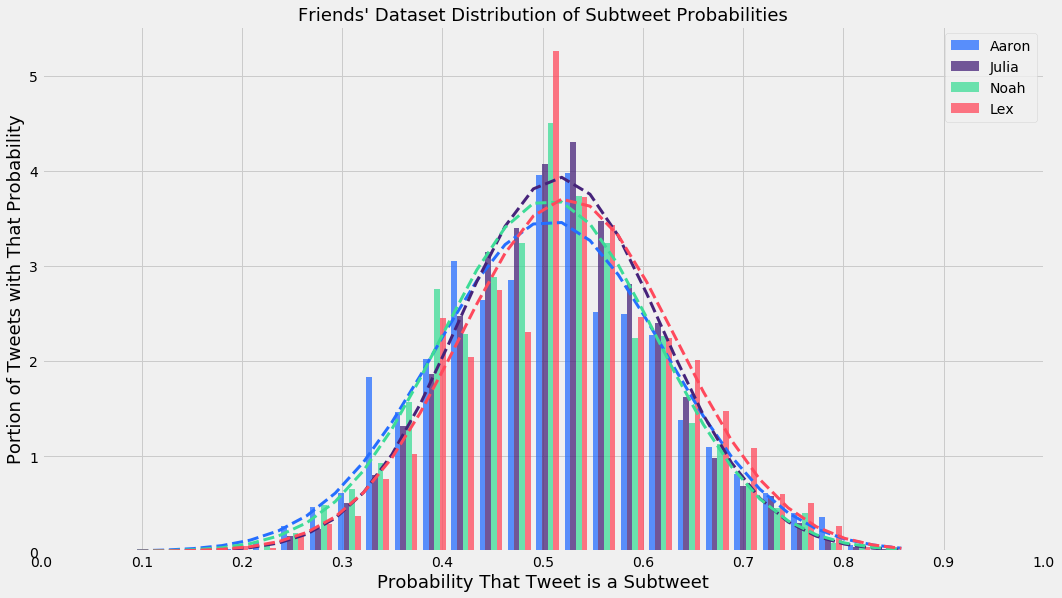 Friends' Dataset Distribution of Subtweet Probabilities
Aaron
Julia
Noah
Lex
Portion of Tweets with That Probability
5
4
3
2
1
0
0.0 0.1 0.2 0.3 0.4 0.5 0.6 0.7 0.8 0.9 1.0
Probability That Tweet is a Subtweet